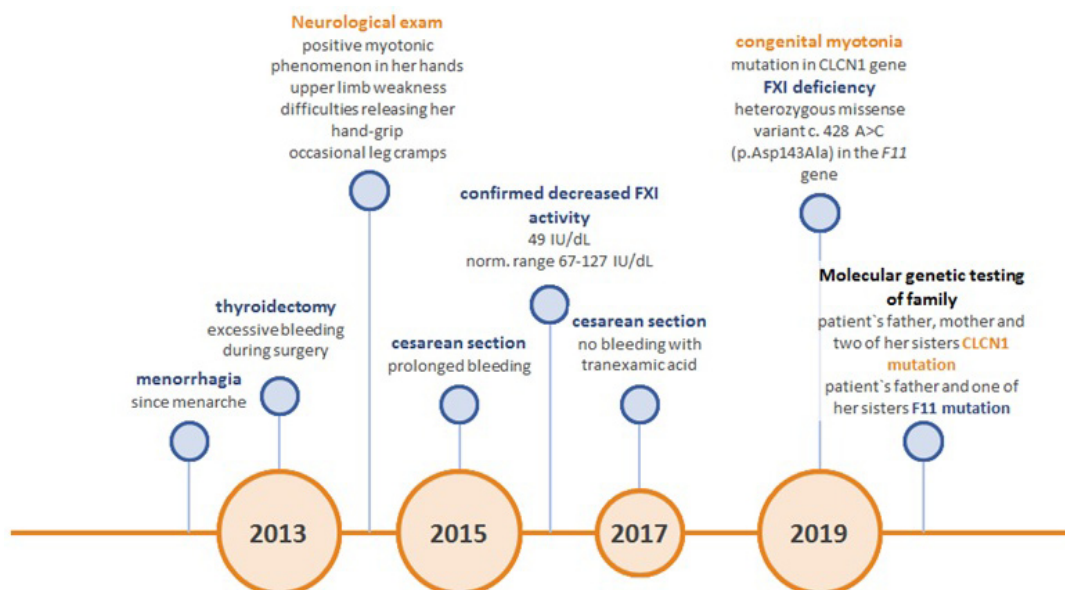 Neurological exam
positive myotonic
phenomenon in her hands
upper limb weakness
difficulties releasing her
hand-grip
occasional leg cramps
congenital myotonia
mutation in CLCN1 gene
FXI deficiency
heterozygous missense
variant c. 428 A>C
(p.Asp143Ala) in the F11
gene
confirmed decreased FXI
activity
49 IU/dL
norm. range 67-127 IU/dL
Molecular genetic testing
of family
patient`s father, mother and
two of her sisters CLCN1
mutation
patient`s father and one of
her sisters F11 mutation
thyroidectomy
excessive bleeding
during surgery
cesarean section
prolonged bleeding
cesarean section
no bleeding with
tranexamic acid
menorrhagia
since menarche
2013
2015
2017
2019